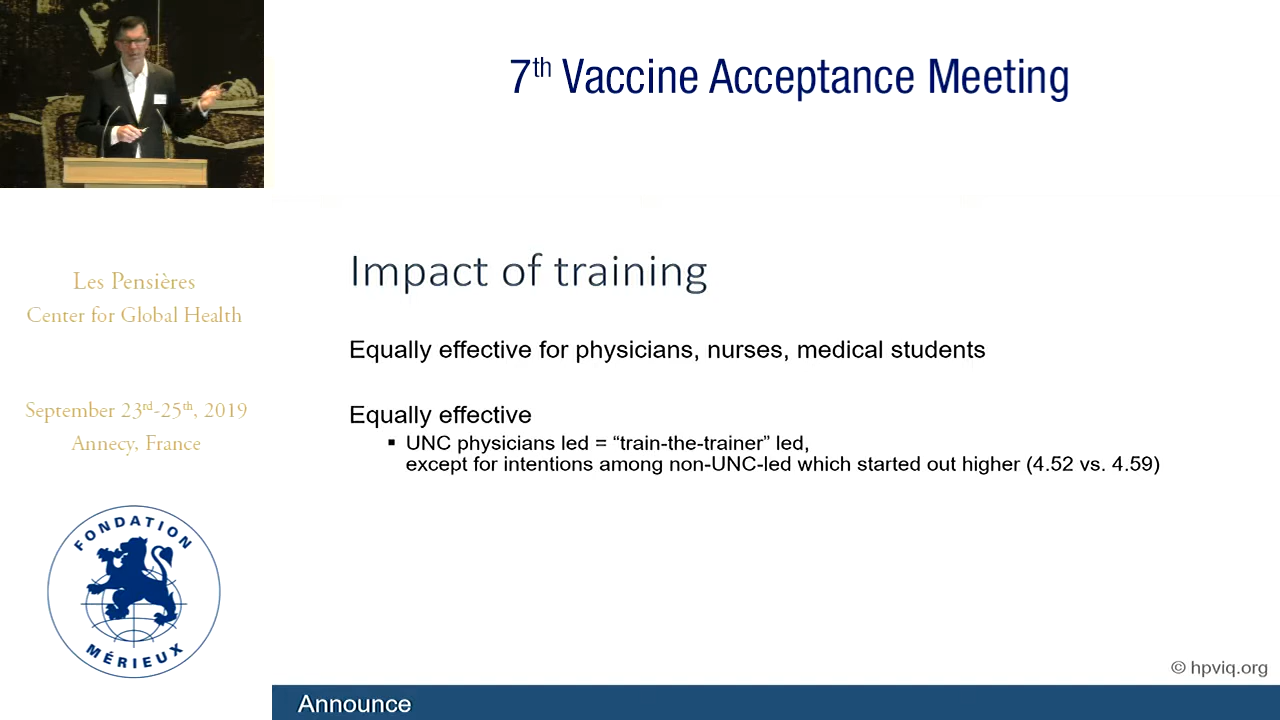 7th Vaccine Acceptance Meeting
Les Pensières
Center for Global Health
September 23rd-25th, 2019
Annecy, France
FONDATION
MÉRIEUX
Impact of training
Equally effective for physicians, nurses, medical students
Equally effective
▪ UNC physicians led = “train-the-trainer” led,
except for intentions among non-UNC-led which started out higher (4.52 vs. 4.59)
© hpviq.org
Announce